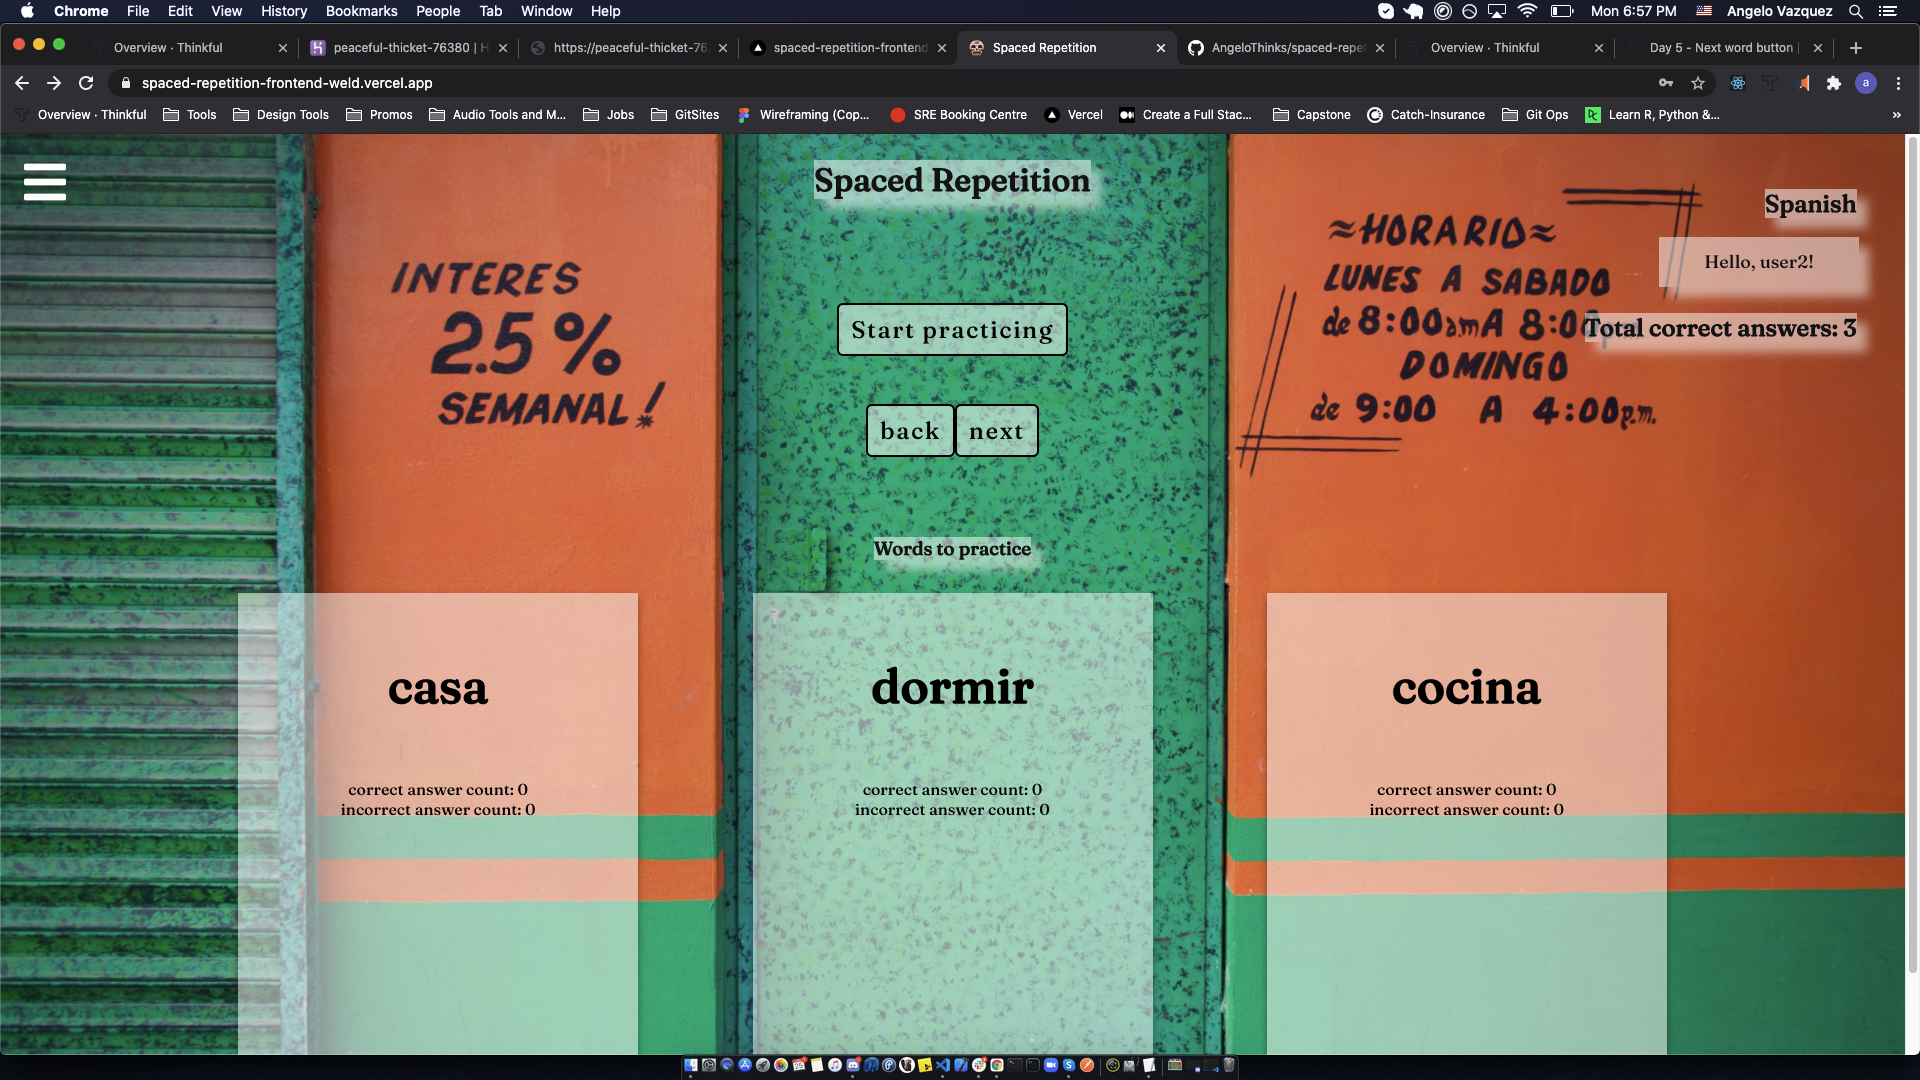 Chrome File Edit View History Bookmarks People Tab Window Help Mon 6:57 PM Angelo Vazquez
Overview · Thinkful
peaceful-thicket-76380 | H
https://peaceful-thicket-76
spaced-repetition-frontend
Spaced Repetition
AngeloThinks/spaced-repet
Overview · Thinkful
Day 5 - Next word button |
spaced-repetition-frontend-weld.vercel.app
a
Overview · Thinkful Tools Design Tools Promos Audio Tools and M... Jobs GitSites Wireframing (Cop... SRE Booking Centre Vercel Create a Full Stac... Capstone Catch-Insurance Git Ops Learn R, Python &... »
Spaced Repetition
Spanish
Hello, user2!
Total correct answers: 3
INTERES
2.5%
SEMANAL!
≈HORARIO≈
LUNES A SABADO
de 8:00am A 8:00
DOMINGO
de 9:00 A 4:00p.m.
Start practicing
back next
Words to practice
casa
correct answer count: 0
incorrect answer count: 0
dormir
correct answer count: 0
incorrect answer count: 0
cocina
correct answer count: 0
incorrect answer count: 0